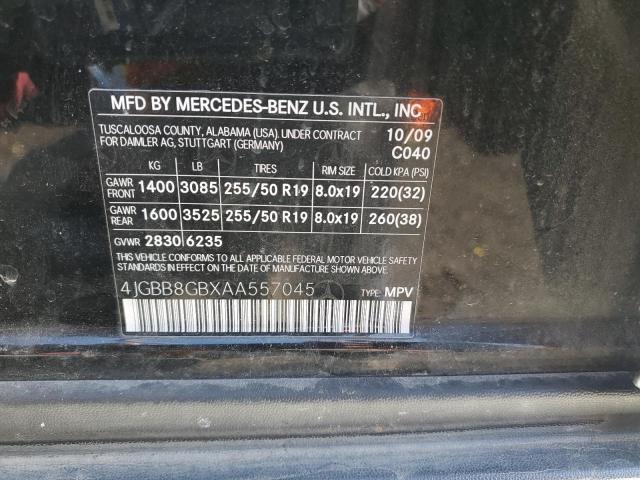 MFD BY MERCEDES-BENZ U.S. INTL., INC
TUSCALOOSA COUNTY, ALABAMA (USA). UNDER CONTRACT 10/09
FOR DAIMLER AG, STUTTGART (GERMANY) C040
KG LB TIRES RIM SIZE COLD KPA (PSI)
GAWR FRONT 1400 3085 255/50 R19 8.0x19 220(32)
GAWR REAR 1600 3525 255/50 R19 8.0x19 260(38)
GVWR 2830 6235
THIS VEHICLE CONFORMS TO ALL APPLICABLE FEDERAL MOTOR VEHICLE SAFETY
STANDARDS IN EFFECT ON THE DATE OF MANUFACTURE SHOWN ABOVE.
4JGBB8GBXAA557045 TYPE: MPV